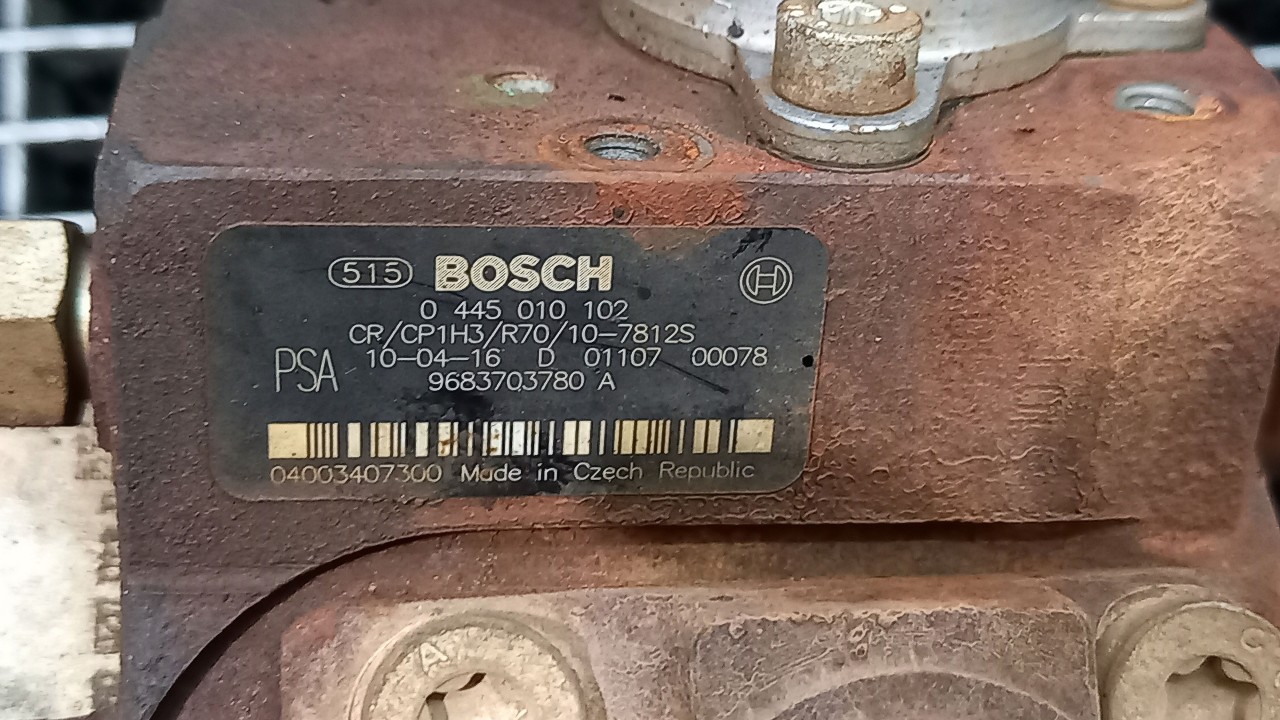 515 BOSCH
0 445 010 102
CR/CP1H3/R70/10-7812S
PSA 10-04-16 D 01107 00078
9683703780 A
04003407300 Made in Czech Republic
A
C